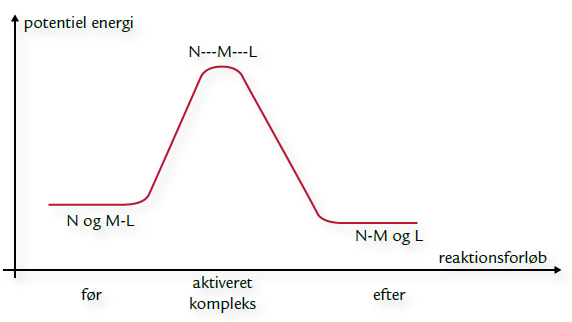 potentiel energi
N---M---L
N og M-L
N-M og L
reaktionsforløb
før
aktiveret
kompleks
efter